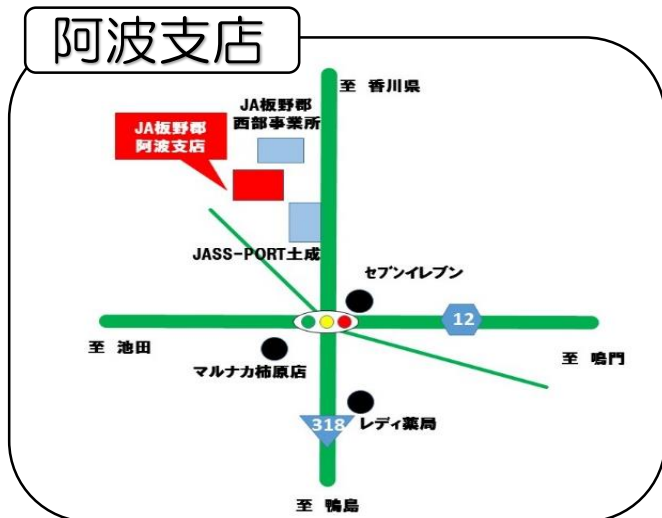 阿波支店
至 香川県
JA板野郡
西部事業所
JA板野郡
阿波支店
JASS-PORT土成
セブンイレブン
12
至 池田
至 鳴門
マルナカ柿原店
318
レディ薬局
至 鴨島